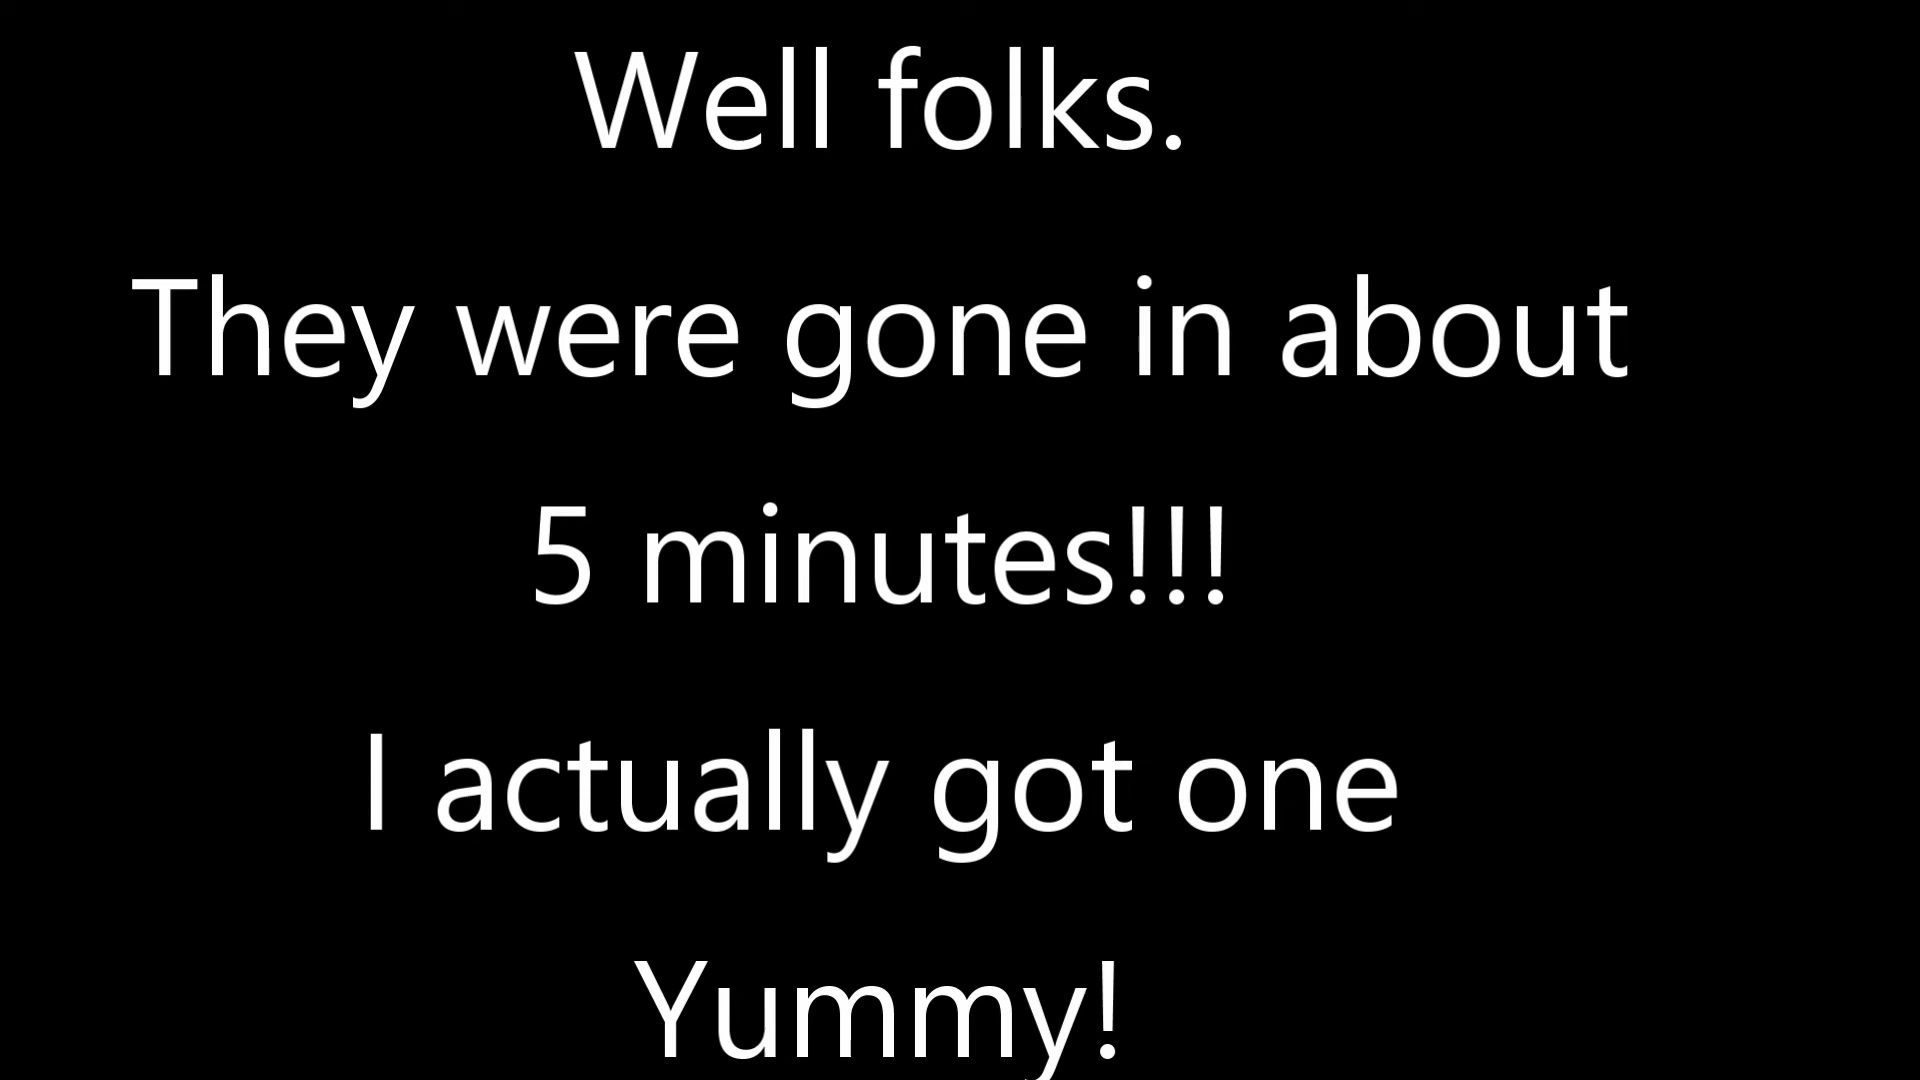 Well folks.
They were gone in about
5 minutes!!!
I actually got one
Yummy!